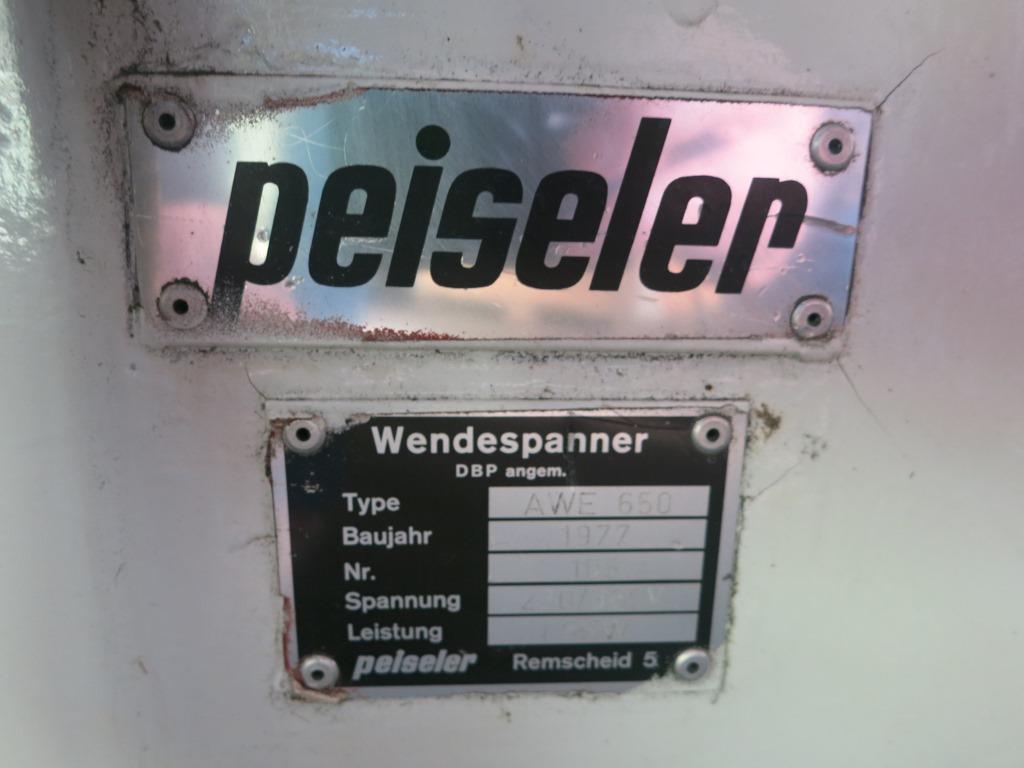 peiseler
Wendespanner
DBP angem.
Type AWE 650
Baujahr 1977
Nr.
Spannung
Leistung
peiseler Remscheid 5